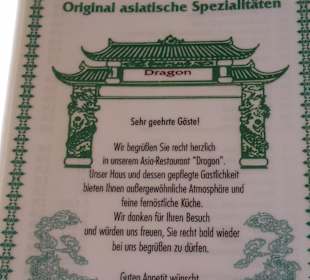 Original asiatische Spezialitäten
Dragon
Sehr geehrte Gäste!
Wir begrüßen Sie recht herzlich
in unserem Asia-Restaurant "Dragon".
Unser Haus und dessen gepflegte Gastlichkeit
bieten Ihnen außergewöhnliche Atmosphäre und
feine fernöstliche Küche.
Wir danken für Ihren Besuch
und würden uns freuen, Sie recht bald wieder
bei uns begrüßen zu dürfen.
Guten Appetit wünscht